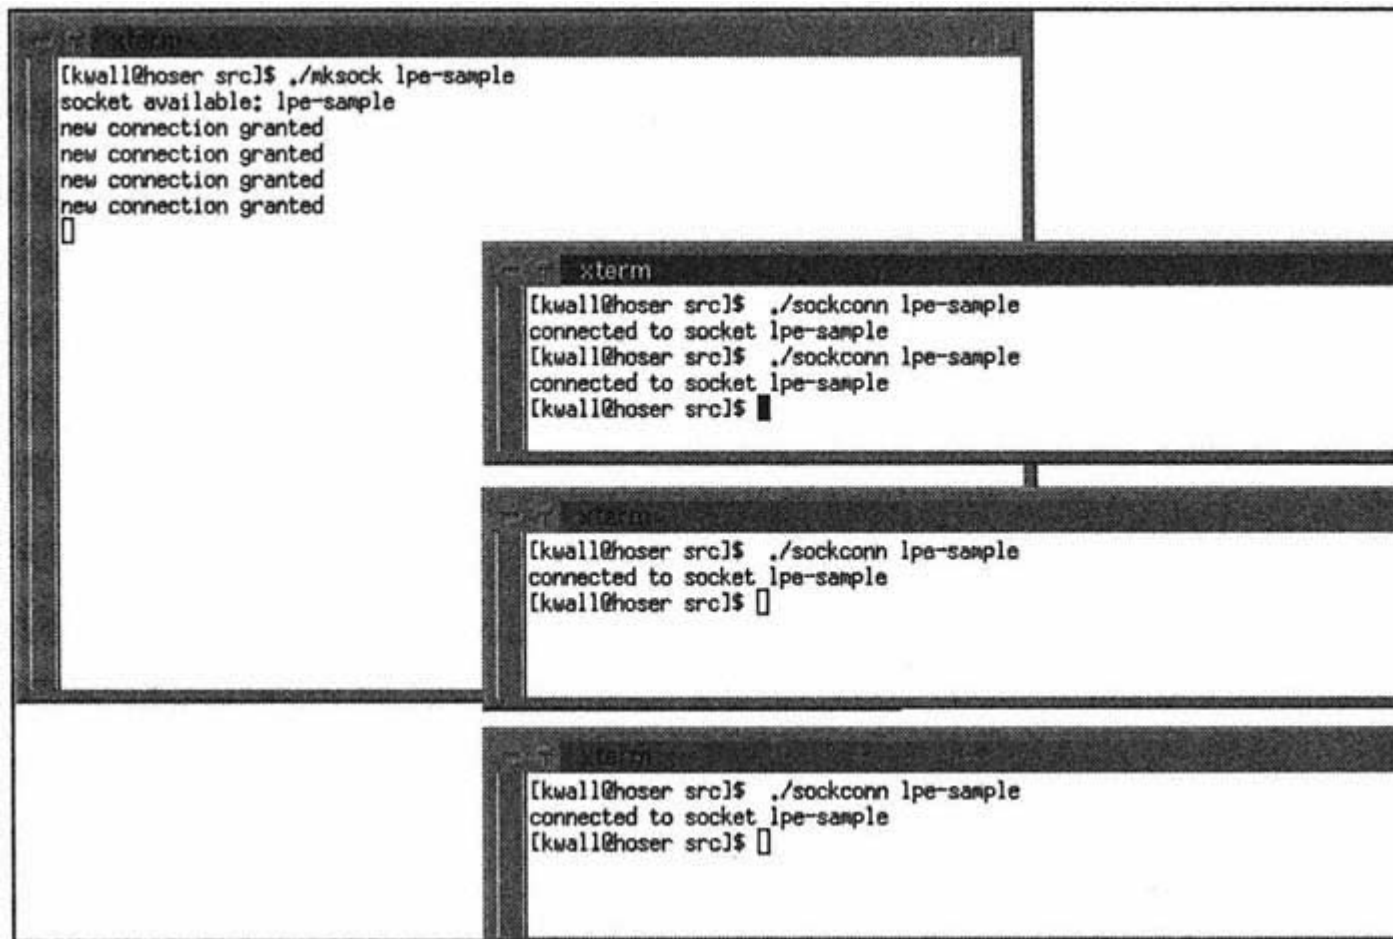 xterm
[kwall@hoser src]$ ./mksock lpe-sample
socket available: lpe-sample
new connection granted
new connection granted
new connection granted
new connection granted
xterm
[kwall@hoser src]$  ./sockconn lpe-sample
connected to socket lpe-sample
[kwall@hoser src]$  ./sockconn lpe-sample
connected to socket lpe-sample
[kwall@hoser src]$
xterm
[kwall@hoser src]$  ./sockconn lpe-sample
connected to socket lpe-sample
[kwall@hoser src]$
xterm
[kwall@hoser src]$  ./sockconn lpe-sample
connected to socket lpe-sample
[kwall@hoser src]$